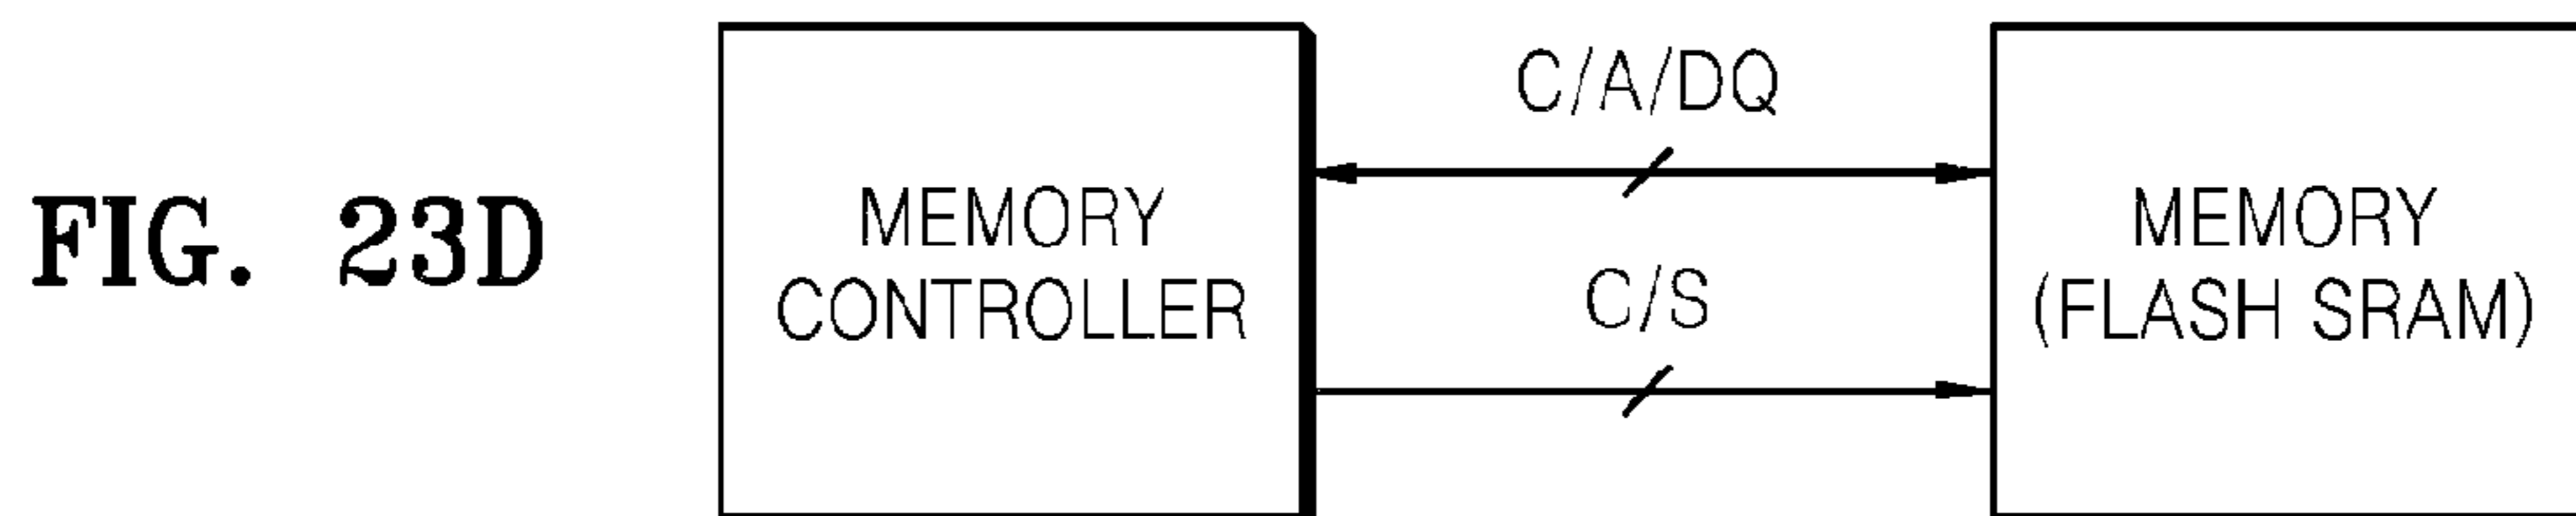 FIG. 23D
MEMORY
CONTROLLER
C/A/DQ
C/S
MEMORY
(FLASH SRAM)